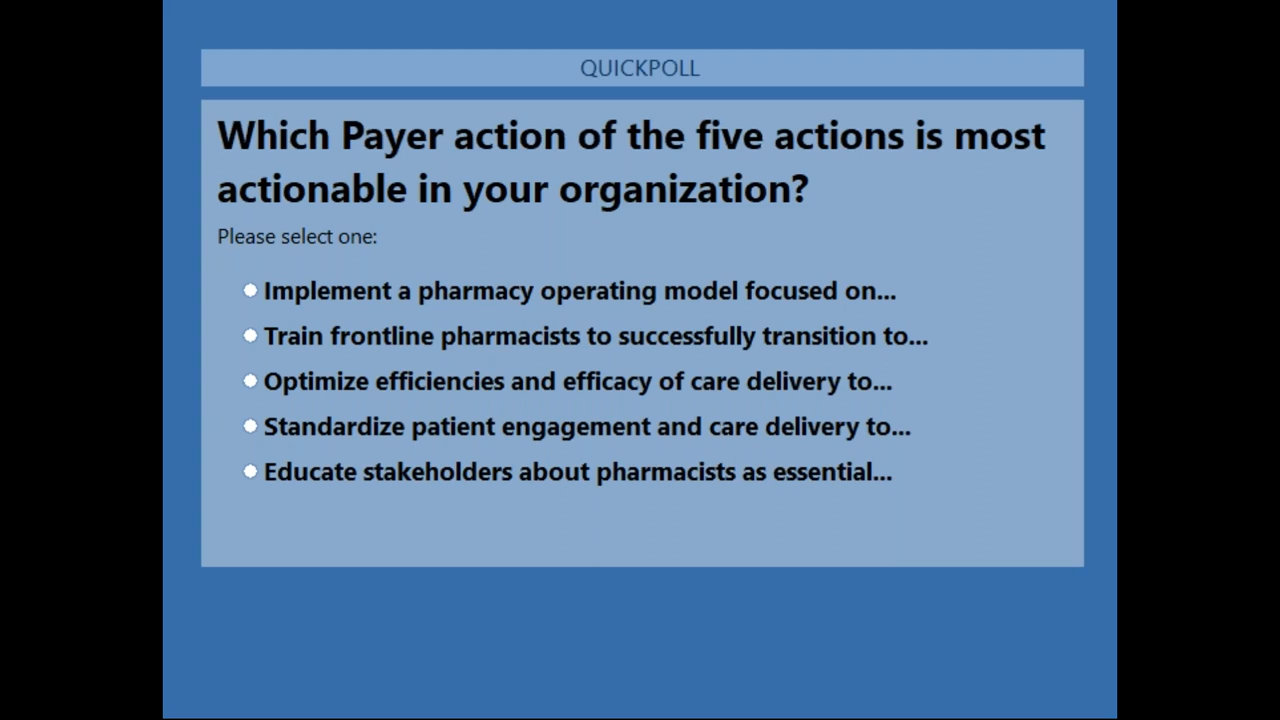 QUICKPOLL
Which Payer action of the five actions is most
actionable in your organization?
Please select one:
Implement a pharmacy operating model focused on...
Train frontline pharmacists to successfully transition to...
Optimize efficiencies and efficacy of care delivery to...
Standardize patient engagement and care delivery to...
Educate stakeholders about pharmacists as essential...